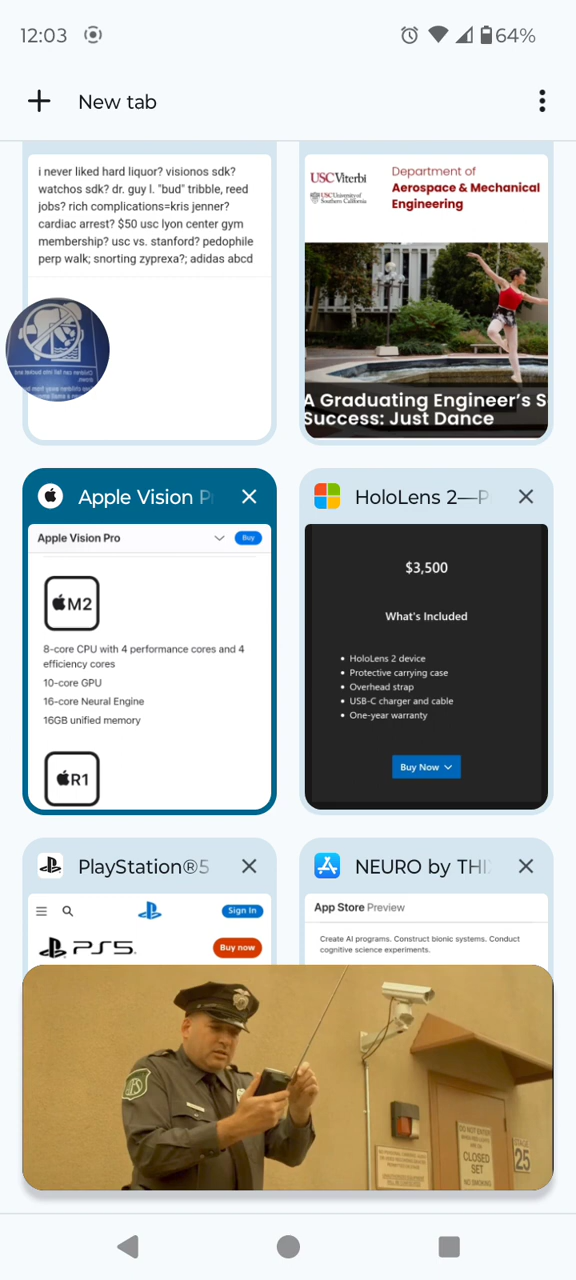 12:03
64%
New tab
i never liked hard liquor? visionos sdk?
watchos sdk? dr. guy l. "bud" tribble, reed
jobs? rich complications=kris jenner?
cardiac arrest? $50 usc lyon center gym
membership? usc vs. stanford? pedophile
perp walk; snorting zyprexa?; adidas abcd
USC Viterbi
USC University of
Southern California
Department of
Aerospace & Mechanical
Engineering
A Graduating Engineer's S
Success: Just Dance
Apple Vision P
Apple Vision Pro
Buy
M2
8-core CPU with 4 performance cores and 4
efficiency cores
10-core GPU
16-core Neural Engine
16GB unified memory
R1
HoloLens 2—P
$3,500
What's Included
HoloLens 2 device
Protective carrying case
Overhead strap
USB-C charger and cable
One-year warranty
Buy Now
PlayStation®5
Sign In
PS5.
Buy now
NEURO by THI
App Store Preview
Create AI programs. Construct bionic systems. Conduct
cognitive science experiments.
DO NOT ENTER
CLOSED
SET
NO SMOKING
STAGE
25